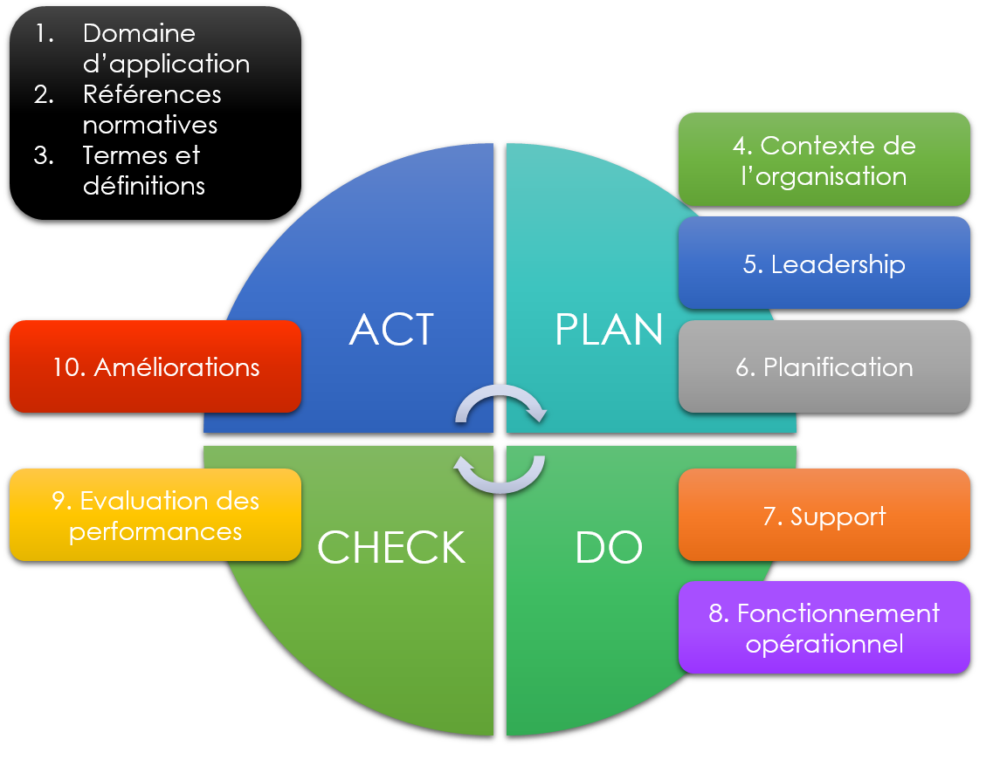 1. Domaine
d’application
2. Références
normatives
3. Termes et
définitions
4. Contexte de
l’organisation
5. Leadership
ACT
PLAN
10. Améliorations
6. Planification
9. Evaluation des
performances
7. Support
CHECK
DO
8. Fonctionnement
opérationnel